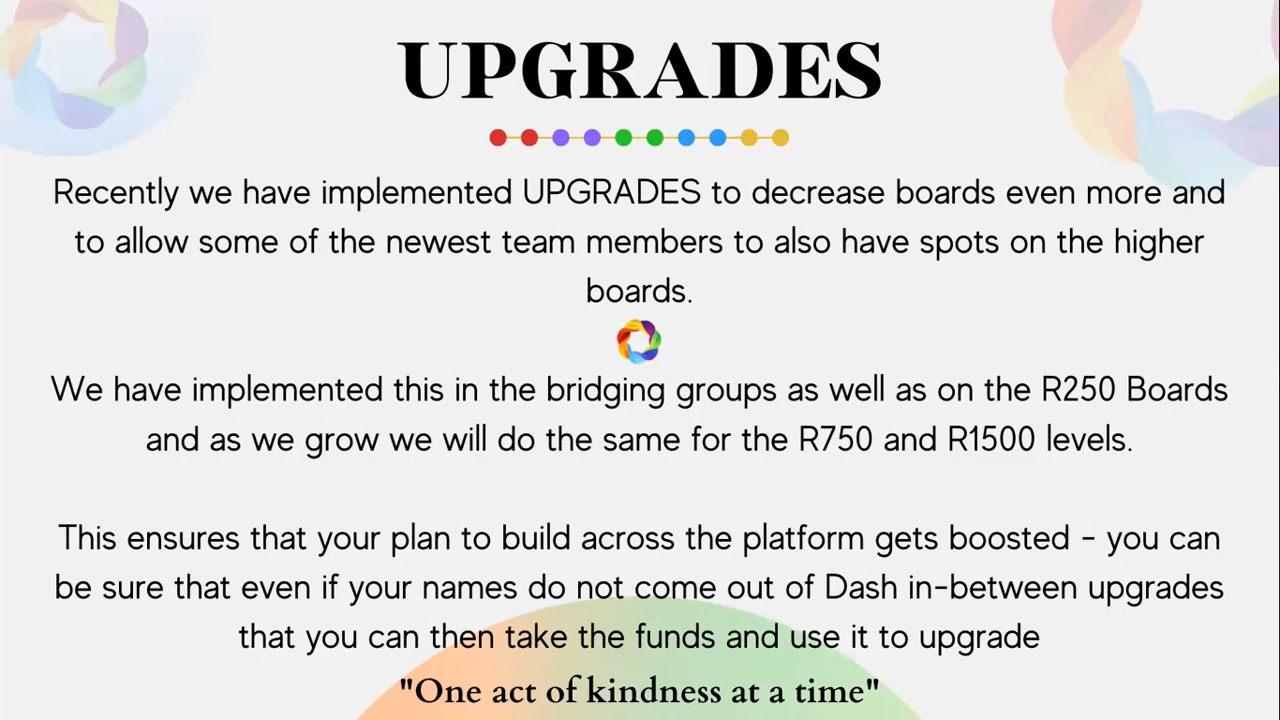 UPGRADES
Recently we have implemented UPGRADES to decrease boards even more and
to allow some of the newest team members to also have spots on the higher
boards.
We have implemented this in the bridging groups as well as on the R250 Boards
and as we grow we will do the same for the R750 and R1500 levels.
This ensures that your plan to build across the platform gets boosted - you can
be sure that even if your names do not come out of Dash in-between upgrades
that you can then take the funds and use it to upgrade
"One act of kindness at a time"